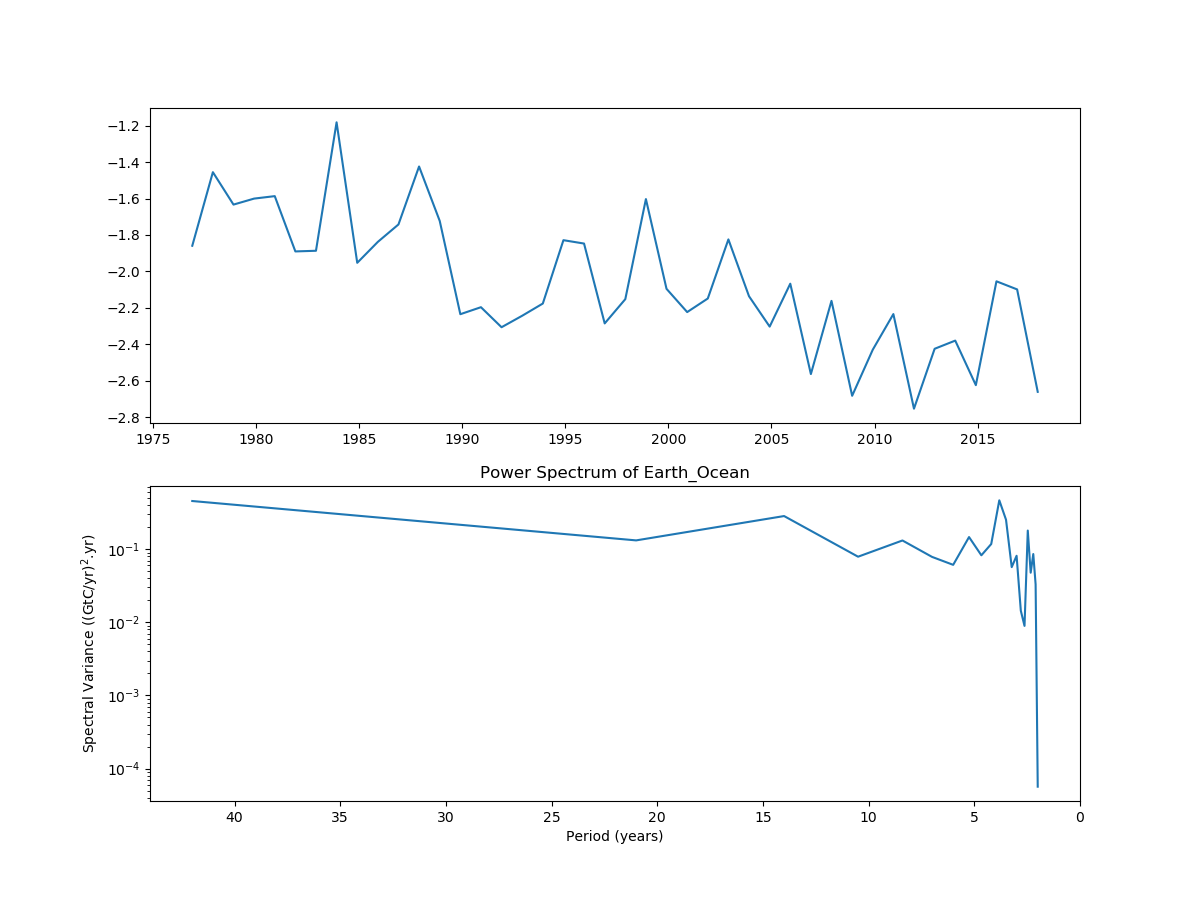 −1.2
−1.4
−1.6
−1.8
−2.0
−2.2
−2.4
−2.6
−2.8
1975 1980 1985 1990 1995 2000 2005 2010 2015
Power Spectrum of Earth_Ocean
Spectral Variance ((GtC/yr)².yr)
10⁻¹
10⁻²
10⁻³
10⁻⁴
40 35 30 25 20 15 10 5 0
Period (years)